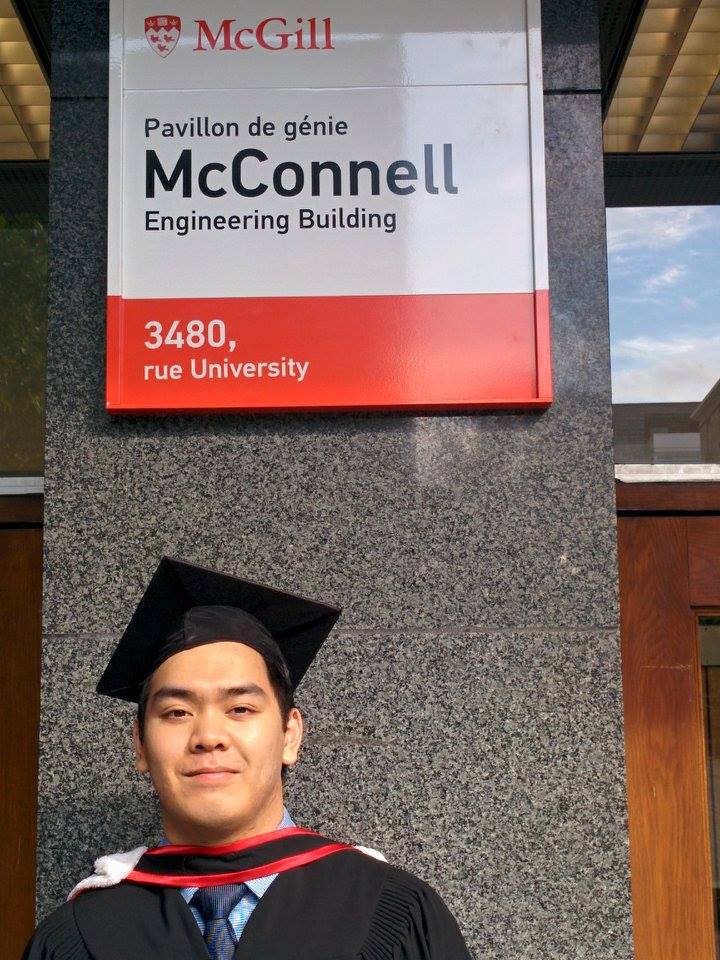 McGill
Pavillon de génie
McConnell
Engineering Building
3480,
rue University